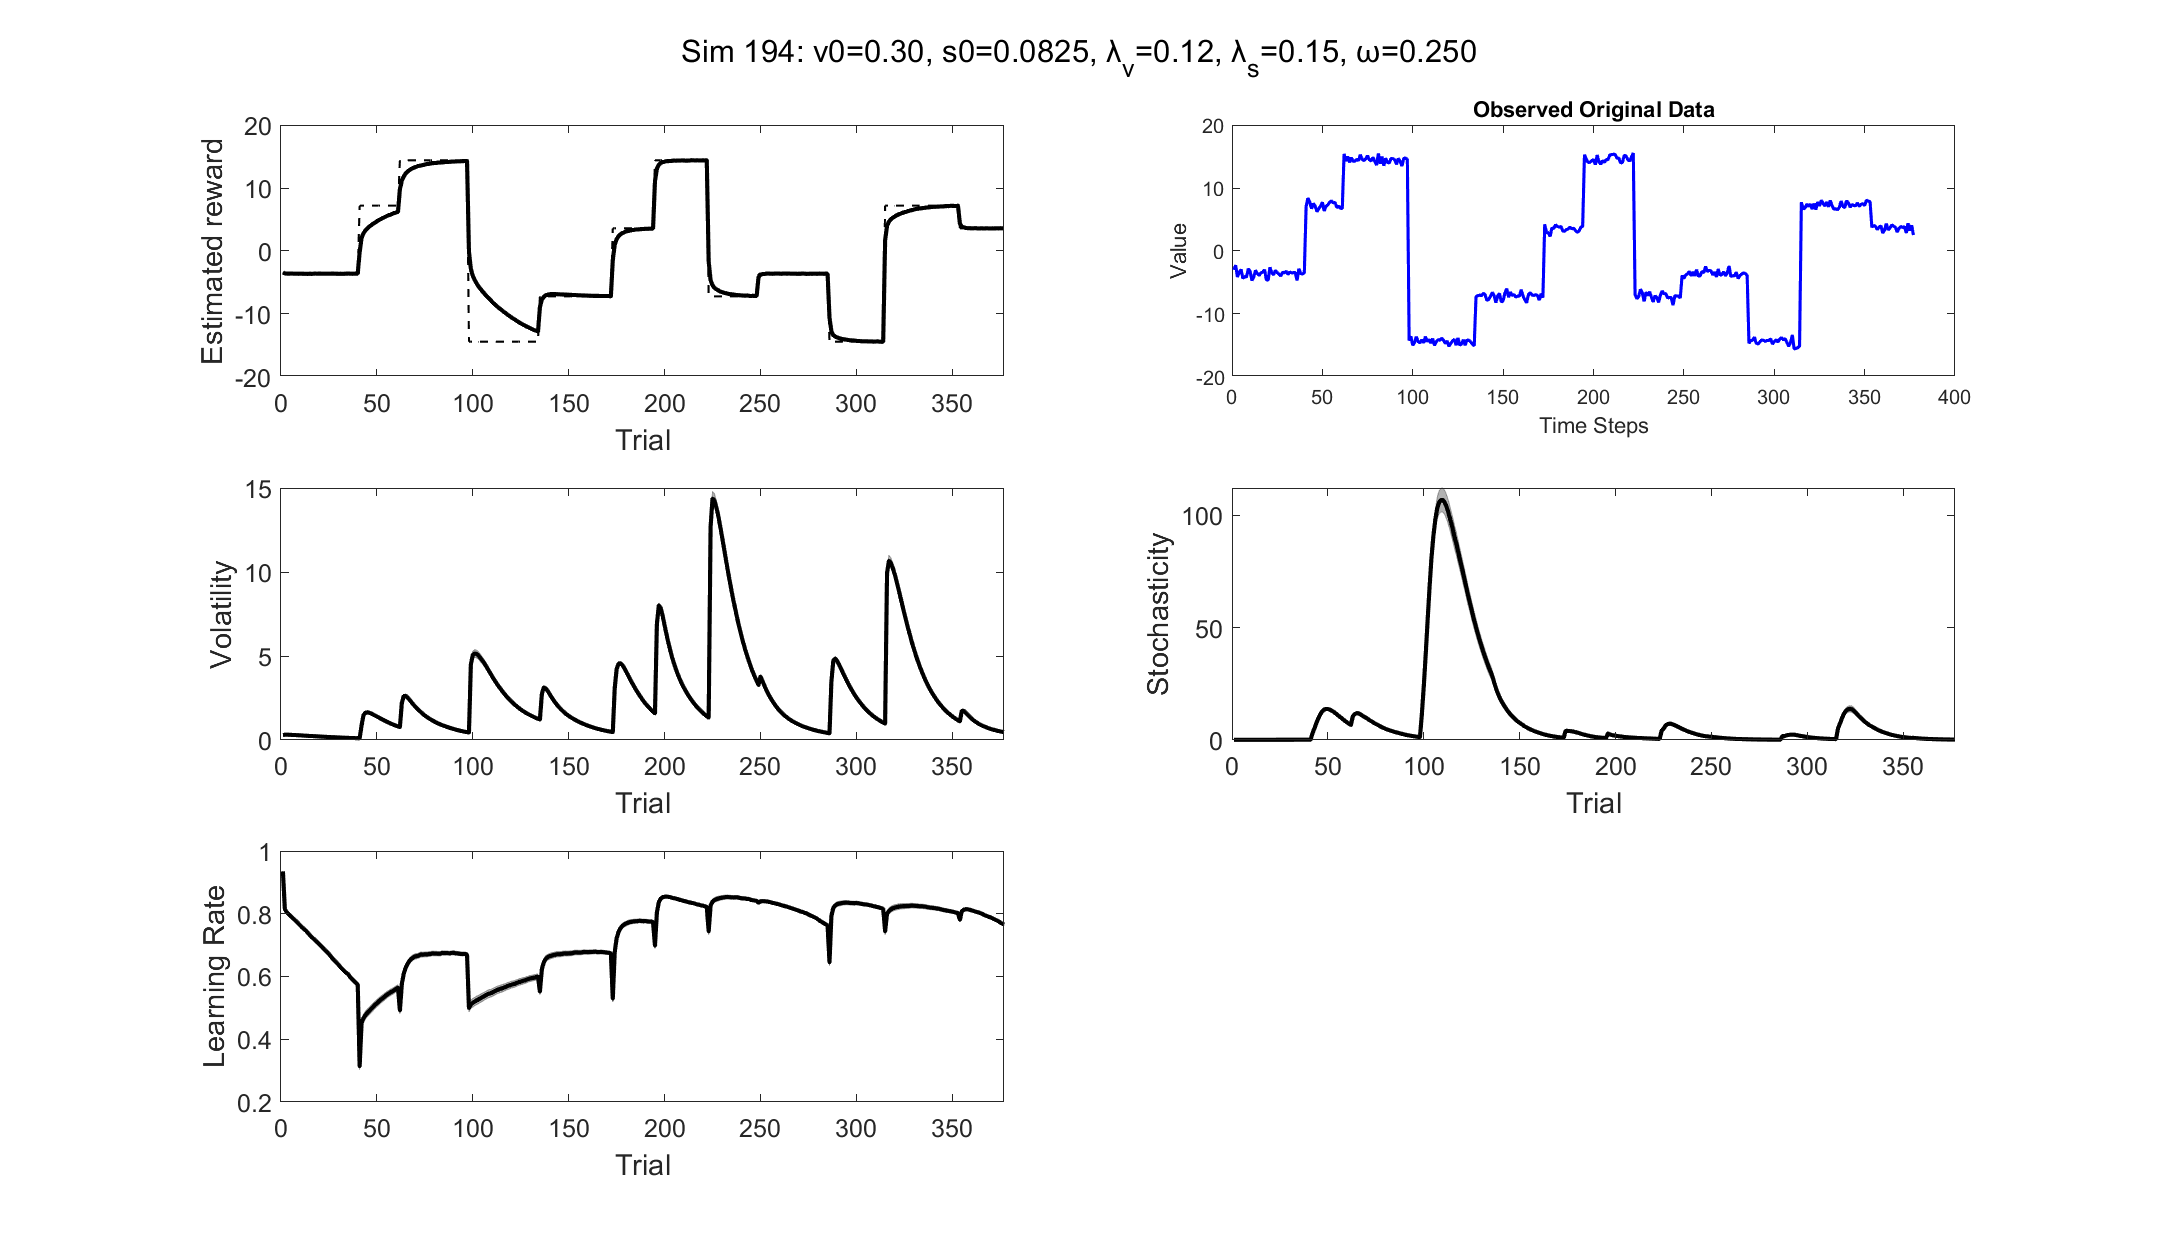 Sim 194: v0=0.30, s0=0.0825, λv=0.12, λs=0.15, ω=0.250
20
10
0
-10
-20
Estimated reward
0 50 100 150 200 250 300 350
Trial
Observed Original Data
20
10
0
-10
-20
Value
0 50 100 150 200 250 300 350 400
Time Steps
15
10
5
0
Volatility
0 50 100 150 200 250 300 350
Trial
100
50
0
Stochasticity
0 50 100 150 200 250 300 350
Trial
1
0.8
0.6
0.4
0.2
Learning Rate
0 50 100 150 200 250 300 350
Trial